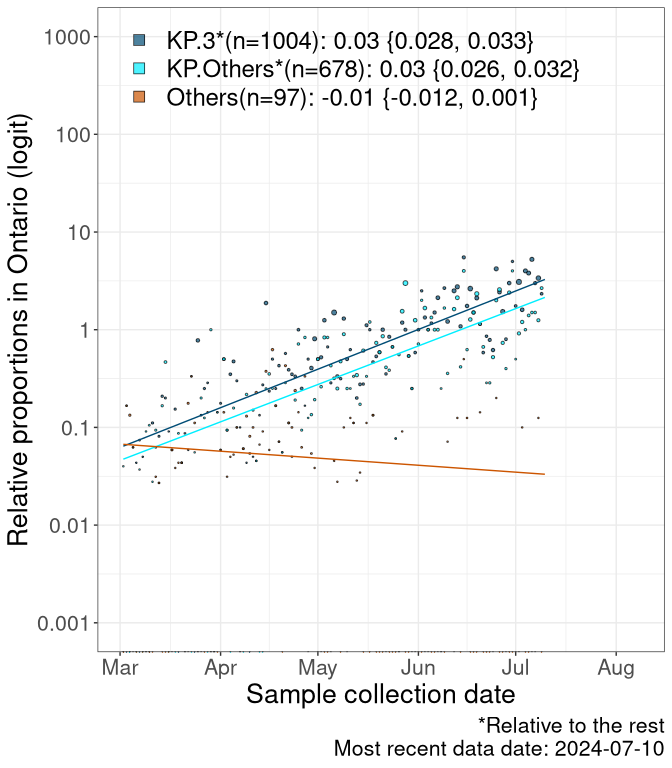 KP.3*(n=1004): 0.03 {0.028, 0.033}
KP.Others*(n=678): 0.03 {0.026, 0.032}
Others(n=97): -0.01 {-0.012, 0.001}
Relative proportions in Ontario (logit)
1000
100
10
1
0.1
0.01
0.001
Mar Apr May Jun Jul Aug
Sample collection date
*Relative to the rest
Most recent data date: 2024-07-10